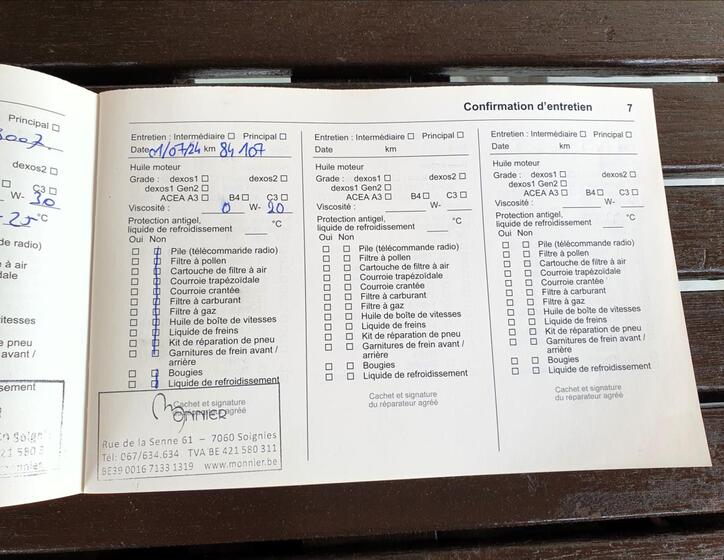 Principal ☐
dexos2 ☐
C3 ☐
W- 30
- 25 °C
de radio)
e à air
ïdale
e
vitesses
e pneu
avant /
sement
421 580 3
monnier.
Confirmation d'entretien 7
Entretien : Intermédiaire ☐ Principal ☐
Date 01/07/24 km 84 107
Huile moteur
Grade : dexos1 ☐ dexos2 ☐
dexos1 Gen2 ☐
ACEA A3 ☐ B4 ☐ C3 ☐
Viscosité : 0 W- 20
Protection antigel,
liquide de refroidissement °C
Oui Non
☐ ☐ Pile (télécommande radio)
☐ ☐ Filtre à pollen
☐ ☐ Cartouche de filtre à air
☐ ☐ Courroie trapézoïdale
☐ ☐ Courroie crantée
☐ ☐ Filtre à carburant
☐ ☐ Filtre à gaz
☐ ☐ Huile de boîte de vitesses
☐ ☐ Liquide de freins
☐ ☐ Kit de réparation de pneu
☐ ☐ Garnitures de frein avant /
arrière
☐ ☐ Bougies
☐ ☐ Liquide de refroidissement
Cachet et signature
du réparateur agréé
MONNIER
Rue de la Senne 61 – 7060 Soignies
Tél: 067/634.634 TVA BE 421 580 311
BE39 0016 7133 1319 www.monnier.be
Entretien : Intermédiaire ☐ Principal ☐
Date km
Huile moteur
Grade : dexos1 ☐ dexos2 ☐
dexos1 Gen2 ☐
ACEA A3 ☐ B4 ☐ C3 ☐
Viscosité : W-
Protection antigel,
liquide de refroidissement °C
Oui Non
☐ ☐ Pile (télécommande radio)
☐ ☐ Filtre à pollen
☐ ☐ Cartouche de filtre à air
☐ ☐ Courroie trapézoïdale
☐ ☐ Courroie crantée
☐ ☐ Filtre à carburant
☐ ☐ Filtre à gaz
☐ ☐ Huile de boîte de vitesses
☐ ☐ Liquide de freins
☐ ☐ Kit de réparation de pneu
☐ ☐ Garnitures de frein avant /
arrière
☐ ☐ Bougies
☐ ☐ Liquide de refroidissement
Cachet et signature
du réparateur agréé
Entretien : Intermédiaire ☐ Principal ☐
Date km
Huile moteur
Grade : dexos1 ☐ dexos2 ☐
dexos1 Gen2 ☐
ACEA A3 ☐ B4 ☐ C3 ☐
Viscosité : W-
Protection antigel,
liquide de refroidissement °C
Oui Non
☐ ☐ Pile (télécommande radio)
☐ ☐ Filtre à pollen
☐ ☐ Cartouche de filtre à air
☐ ☐ Courroie trapézoïdale
☐ ☐ Courroie crantée
☐ ☐ Filtre à carburant
☐ ☐ Filtre à gaz
☐ ☐ Huile de boîte de vitesses
☐ ☐ Liquide de freins
☐ ☐ Kit de réparation de pneu
☐ ☐ Garnitures de frein avant /
arrière
☐ ☐ Bougies
☐ ☐ Liquide de refroidissement
Cachet et signature
du réparateur agréé